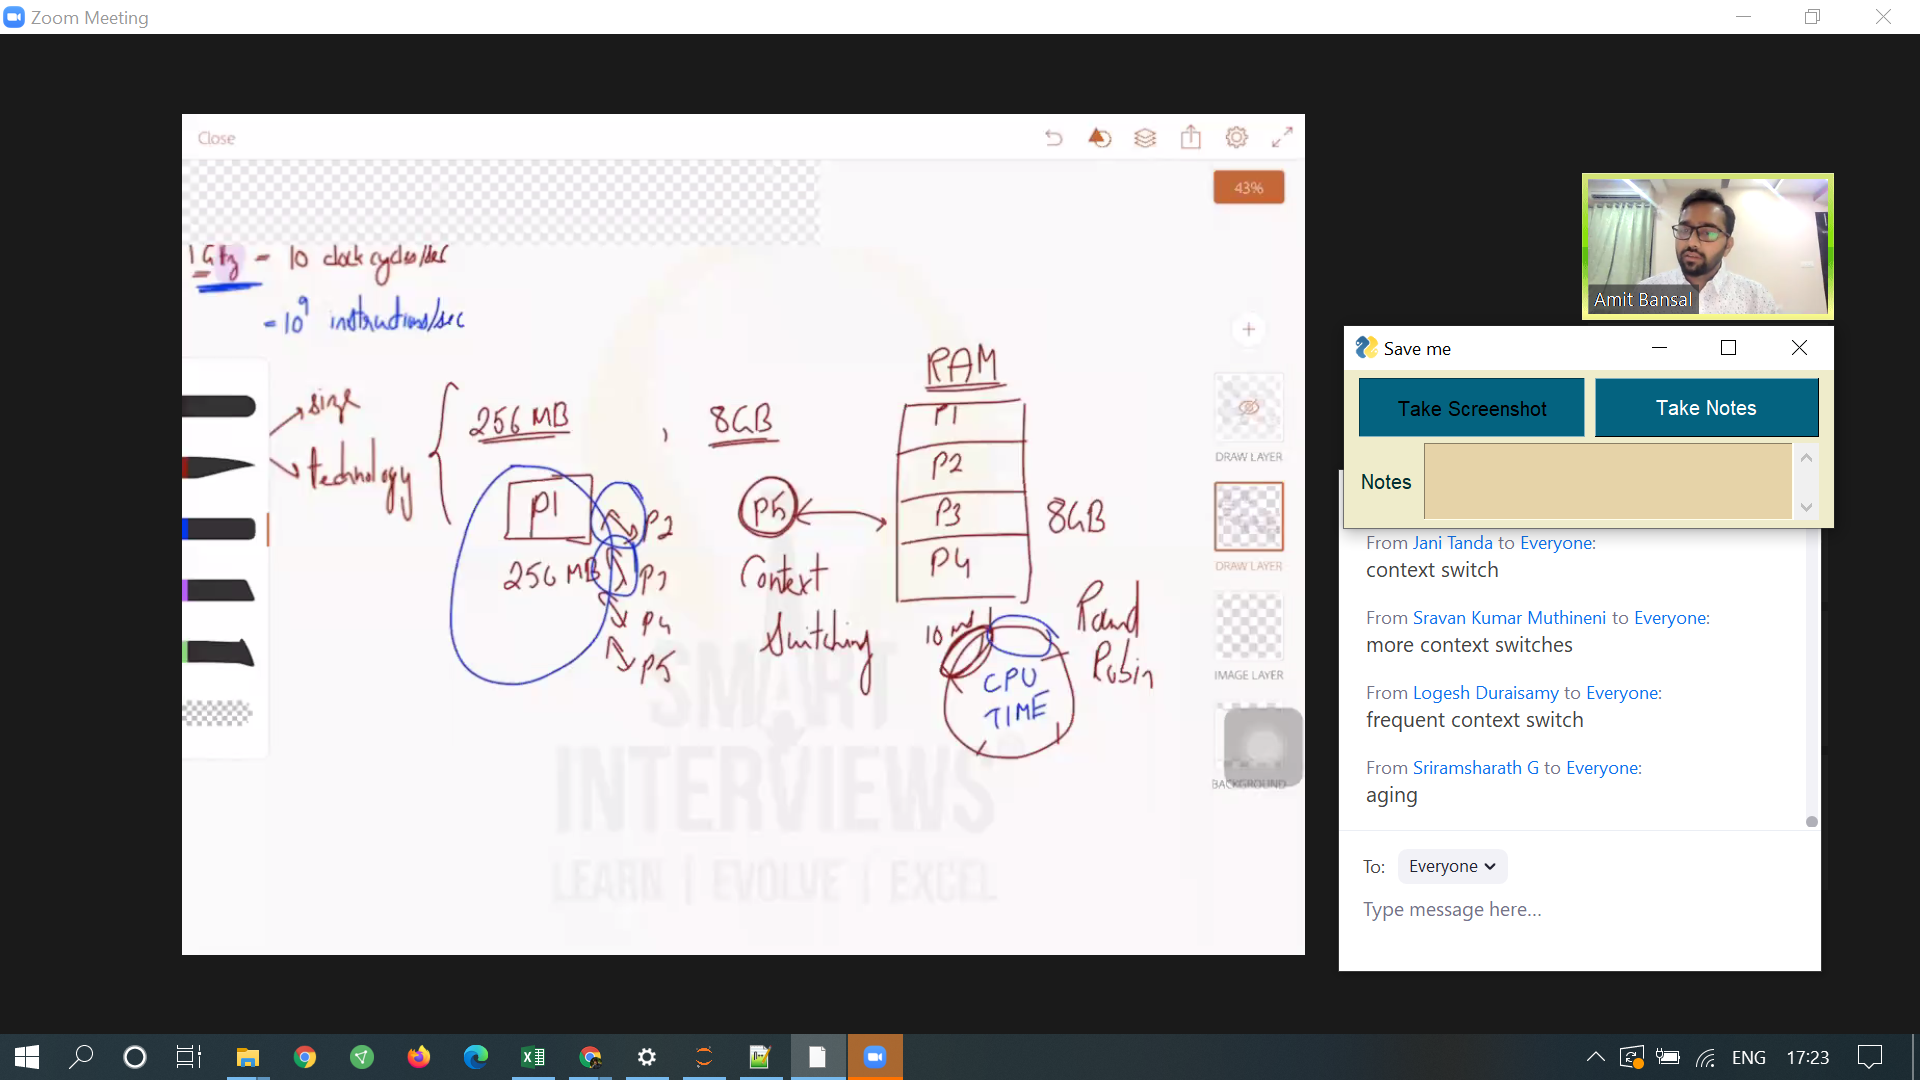 Zoom Meeting
Close
43%
1 GHz = 10 clock cycles/sec
= 10⁹ instructions/sec
size
technology
256 MB , 8GB
RAM
P1
P2
P3
P4
8GB
P1
256 MB
P2
P3
P4
P5
P5
Context
Switching
10 ms
CPU
TIME
Round
Robin
DRAW LAYER
DRAW LAYER
IMAGE LAYER
BACKGROUND
SMART
INTERVIEWS
LEARN | EVOLVE | EXCEL
Amit Bansal
Save me
Take Screenshot
Take Notes
Notes
From Jani Tanda to Everyone:
context switch
From Sravan Kumar Muthineni to Everyone:
more context switches
From Logesh Duraisamy to Everyone:
frequent context switch
From Sriramsharath G to Everyone:
aging
To: Everyone
Type message here...
ENG 17:23